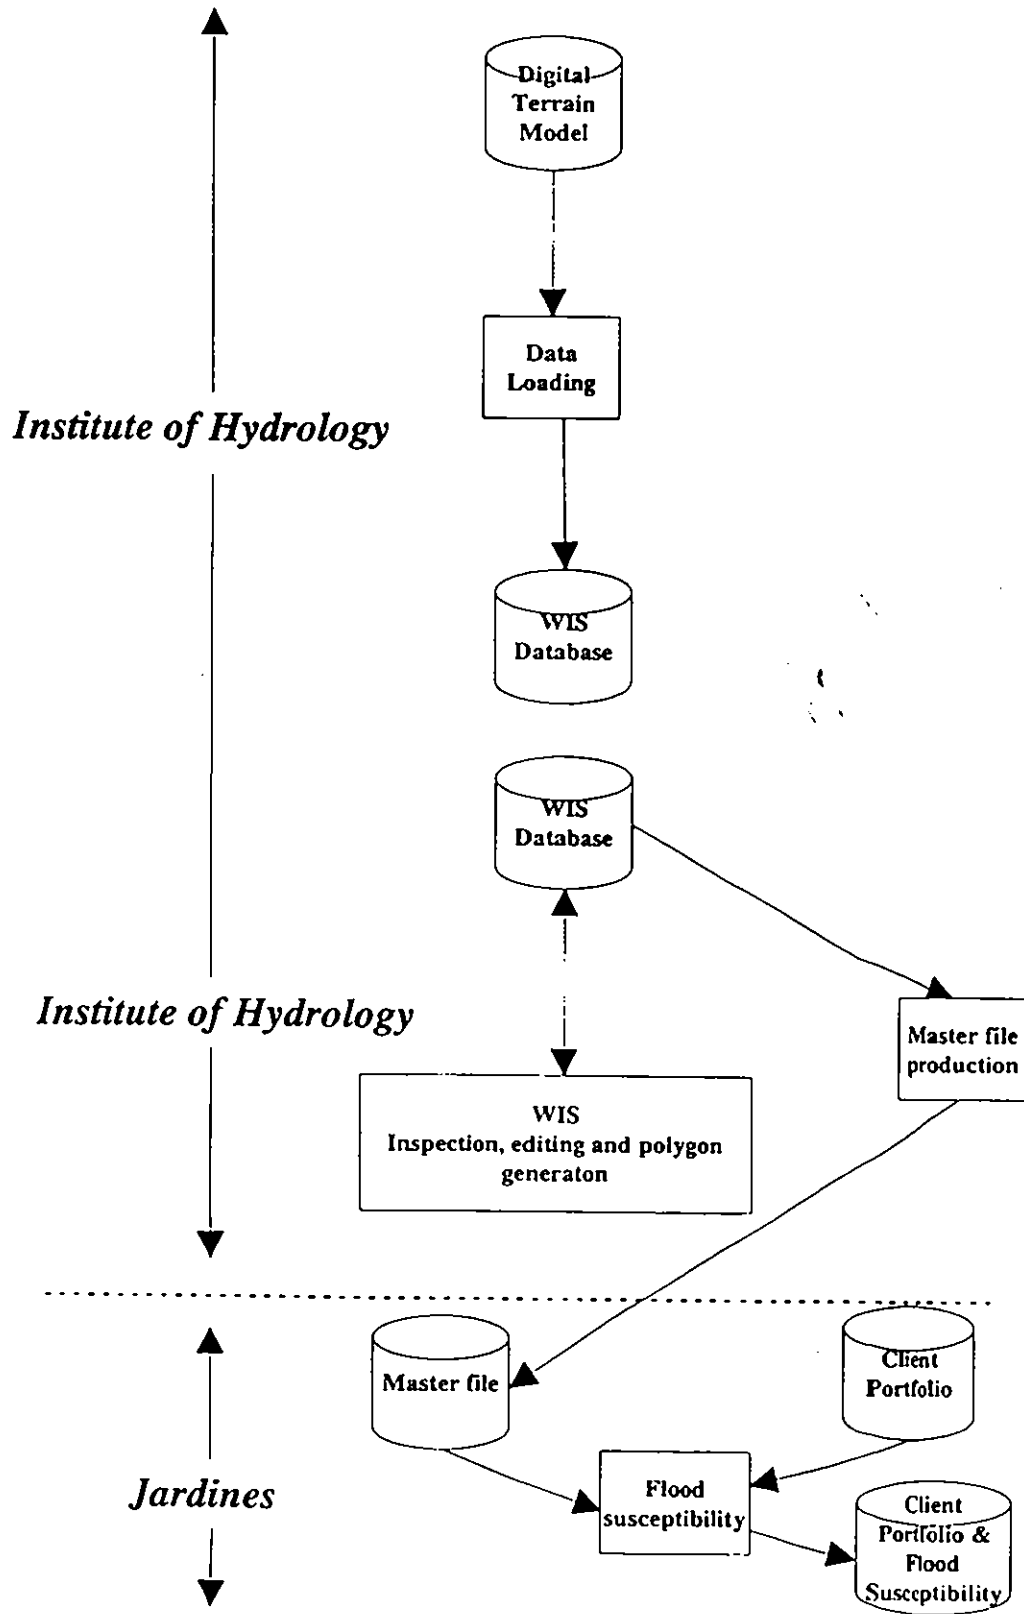 Digital
Terrain
Model
Data
Loading
Institute of Hydrology
WIS
Database
WIS
Database
Institute of Hydrology
Master file
production
WIS
Inspection, editing and polygon
generaton
Master file
Client
Portfolio
Jardines
Flood
susceptibility
Client
Portfolio &
Flood
Susceptibility